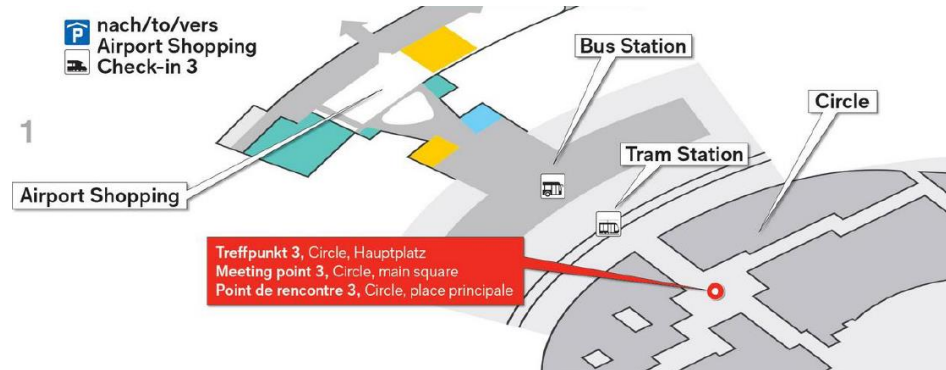 P
nach/to/vers
Airport Shopping
Check-in 3
1
Bus Station
Circle
Tram Station
Airport Shopping
Treffpunkt 3, Circle, Hauptplatz
Meeting point 3, Circle, main square
Point de rencontre 3, Circle, place principale